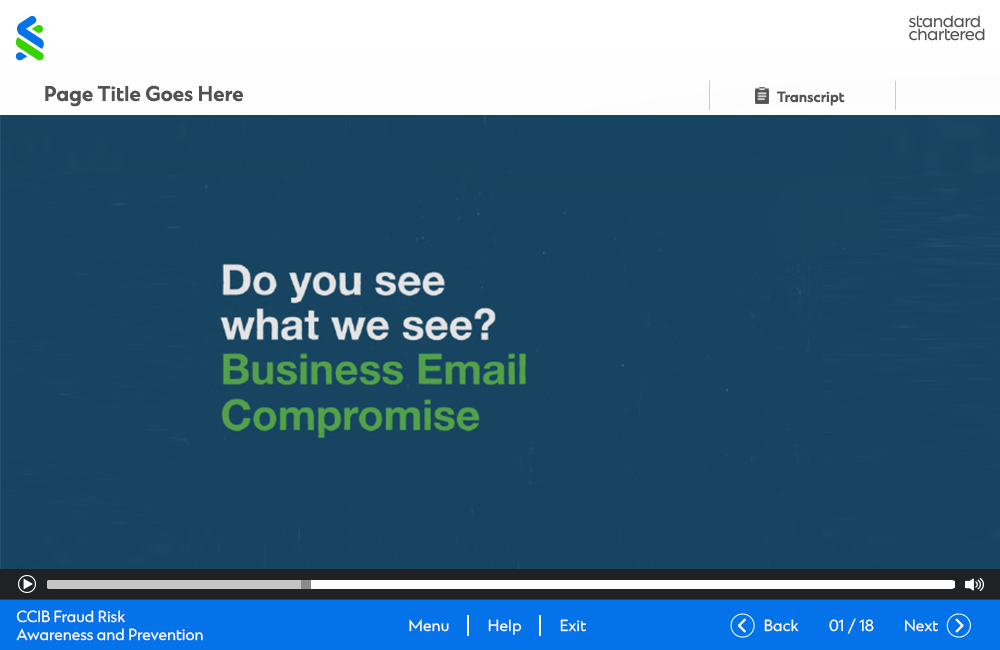 standard
chartered
Page Title Goes Here
Transcript
Do you see
what we see?
Business Email
Compromise
CCIB Fraud Risk
Awareness and Prevention
Menu
Help
Exit
Back
01 / 18
Next